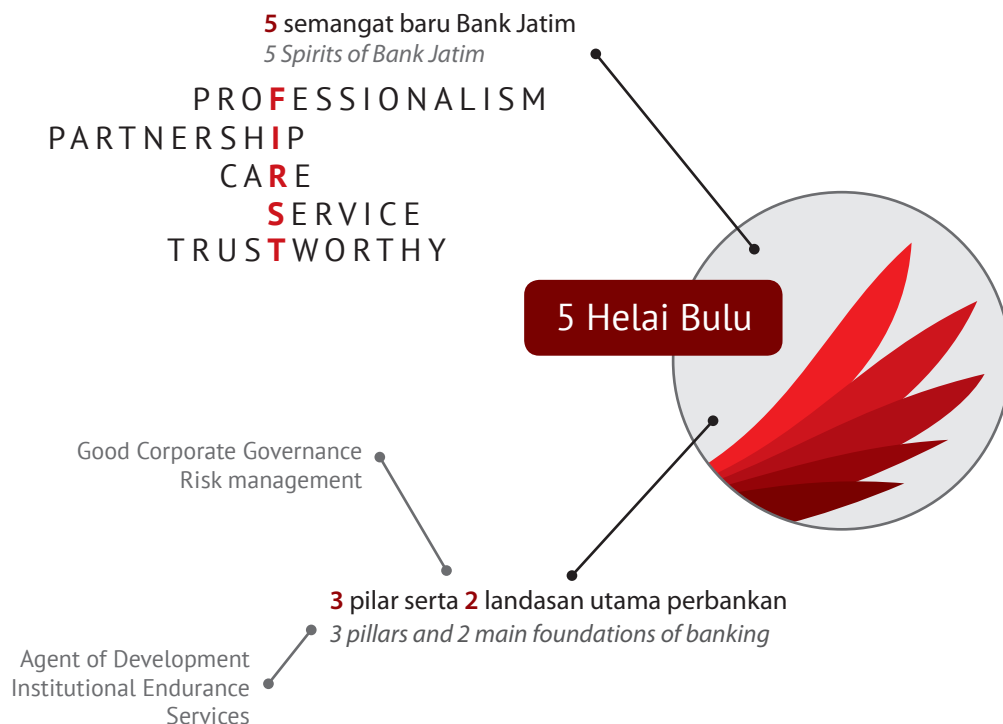 5 semangat baru Bank Jatim
5 Spirits of Bank Jatim
PROFESSIONALISM
PARTNERSHIP
CARE
SERVICE
TRUSTWORTHY
5 Helai Bulu
Good Corporate Governance
Risk management
3 pilar serta 2 landasan utama perbankan
3 pillars and 2 main foundations of banking
Agent of Development
Institutional Endurance
Services